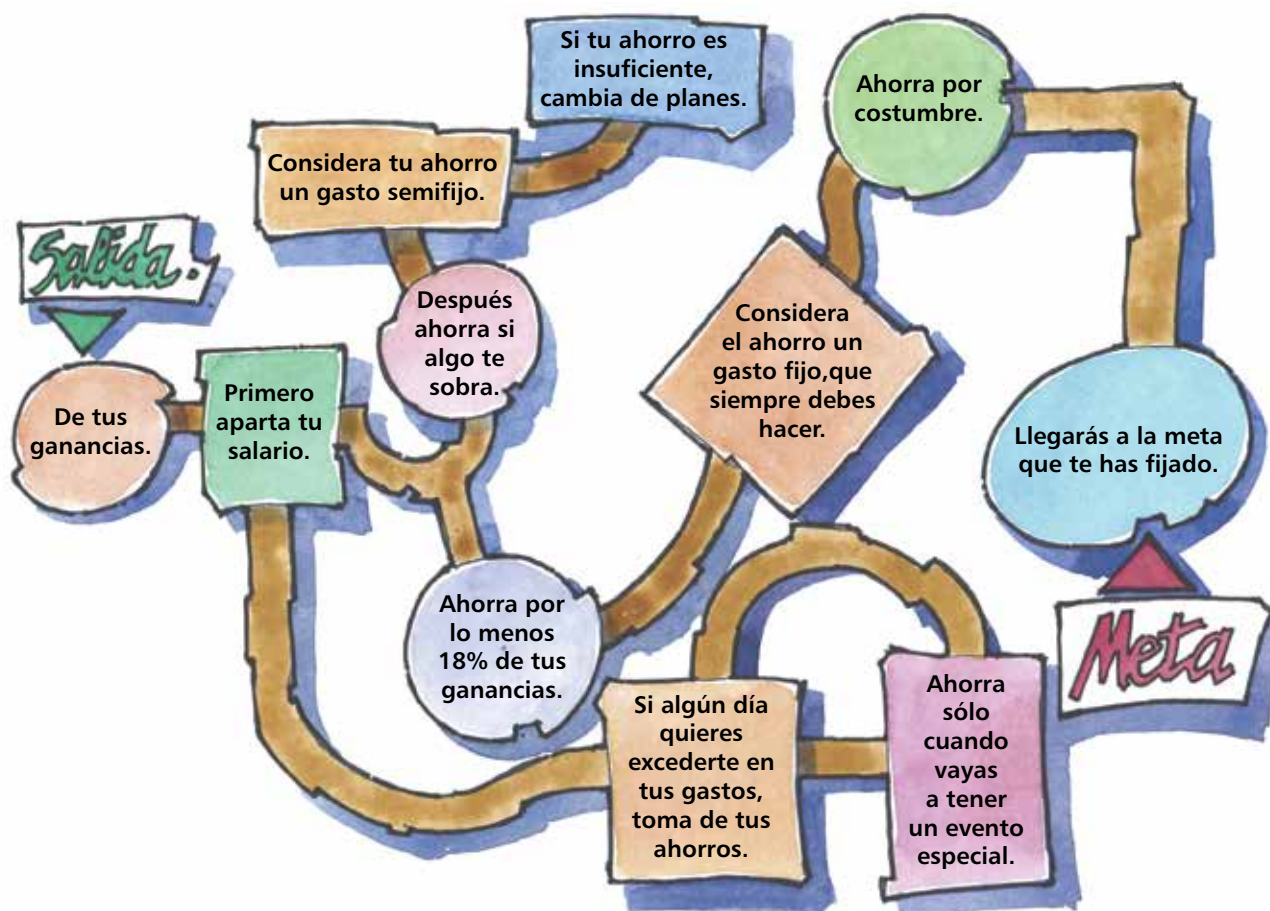 Si tu ahorro es
insuficiente,
cambia de planes.
Ahorra por
costumbre.
Considera tu ahorro
un gasto semifijo.
Salida.
Después
ahorra si
algo te
sobra.
Considera
el ahorro un
gasto fijo,que
siempre debes
hacer.
De tus
ganancias.
Primero
aparta tu
salario.
Llegarás a la meta
que te has fijado.
Ahorra por
lo menos
18% de tus
ganancias.
Meta
Si algún día
quieres
excederte en
tus gastos,
toma de tus
ahorros.
Ahorra
sólo
cuando
vayas
a tener
un evento
especial.